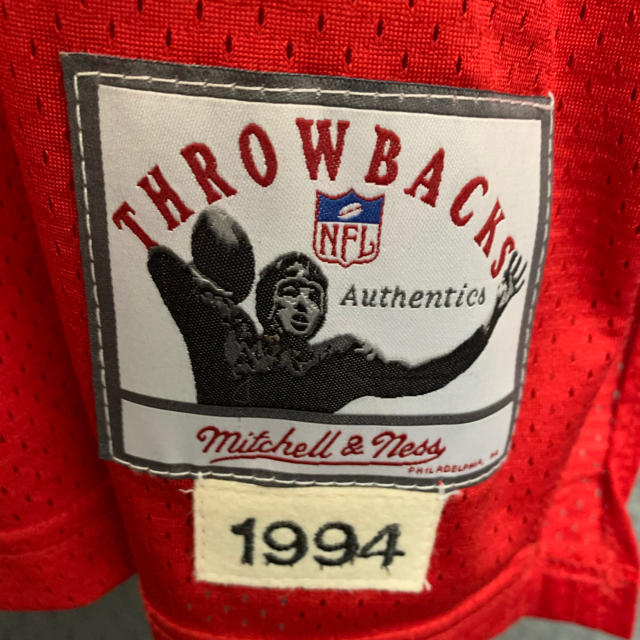 THROWBACKS
NFL
Authentics
Mitchell & Ness
PHILADELPHIA, PA
1994